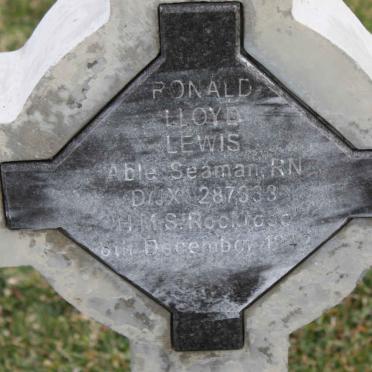 RONALD
LLOYD
LEWIS
Able Seaman, RN
D/JX 287333
H.M.S. Rockrose
6th December